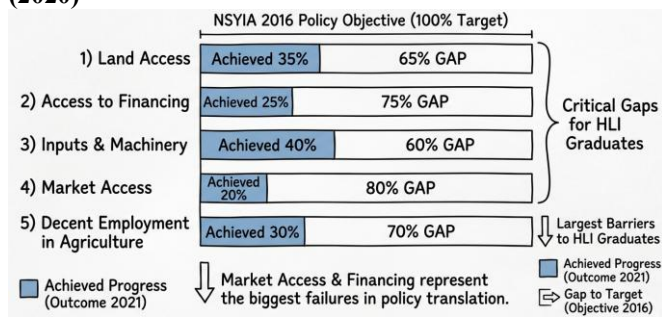 (2020)
NSYIA 2016 Policy Objective (100% Target)
1) Land Access
Achieved 35%
65% GAP
2) Access to Financing
Achieved 25%
75% GAP
3) Inputs & Machinery
Achieved 40%
60% GAP
4) Market Access
Achieved
20%
80% GAP
5) Decent Employment
in Agriculture
Achieved 30%
70% GAP
Critical Gaps
for HLI
Graduates
Largest Barriers
to HLI Graduates
Achieved Progress
(Outcome 2021)
Market Access & Financing represent
the biggest failures in policy translation.
Achieved Progress
(Outcome 2021)
Gap to Target
(Objective 2016)